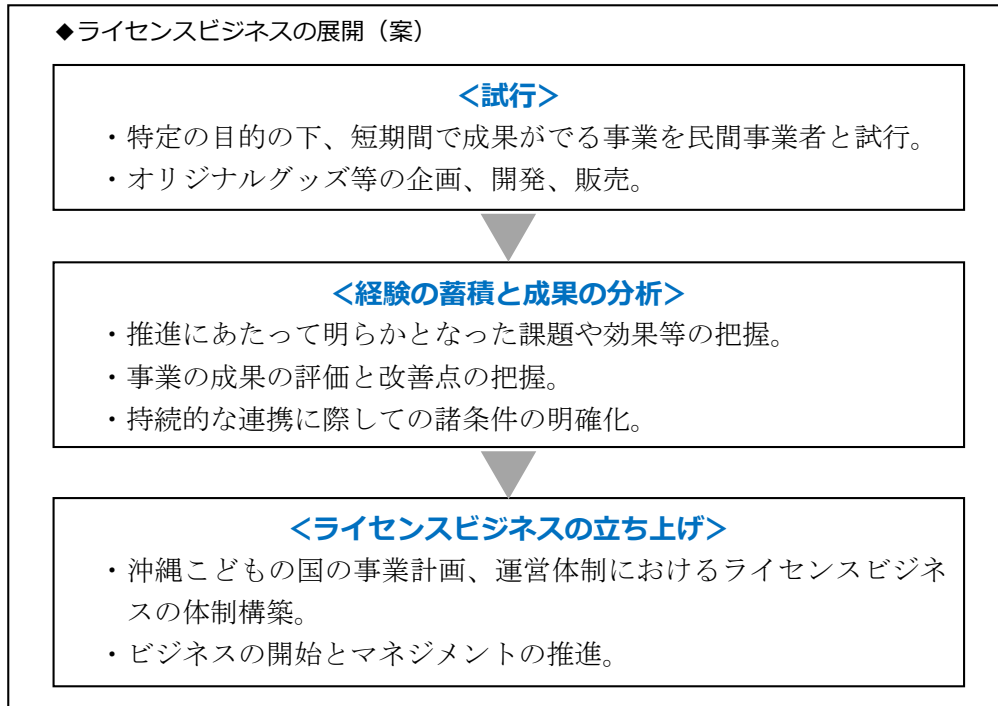 ◆ライセンスビジネスの展開（案）
＜試行＞
・特定の目的の下、短期間で成果がでる事業を民間事業者と試行。
・オリジナルグッズ等の企画、開発、販売。
＜経験の蓄積と成果の分析＞
・推進にあたって明らかとなった課題や効果等の把握。
・事業の成果の評価と改善点の把握。
・持続的な連携に際しての諸条件の明確化。
＜ライセンスビジネスの立ち上げ＞
・沖縄こどもの国の事業計画、運営体制におけるライセンスビジネ
スの体制構築。
・ビジネスの開始とマネジメントの推進。